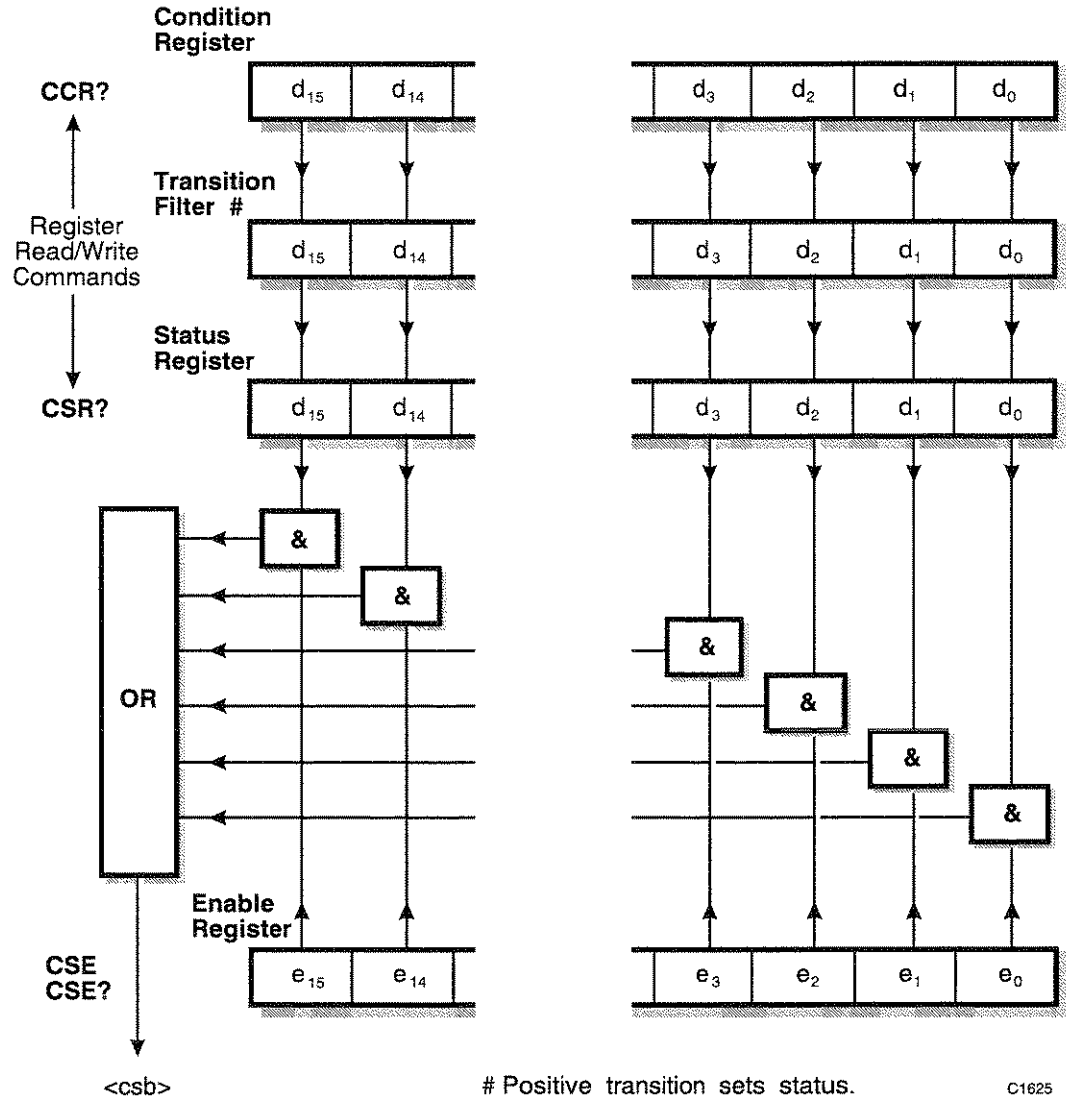 Condition
Register
CCR?
d15 d14 d3 d2 d1 d0
Transition
Filter #
Register
Read/Write
Commands
d15 d14 d3 d2 d1 d0
Status
Register
CSR?
d15 d14 d3 d2 d1 d0
&
&
&
OR
&
&
&
Enable
Register
CSE
CSE?
e15 e14 e3 e2 e1 e0
<csb>
# Positive transition sets status.
C1625